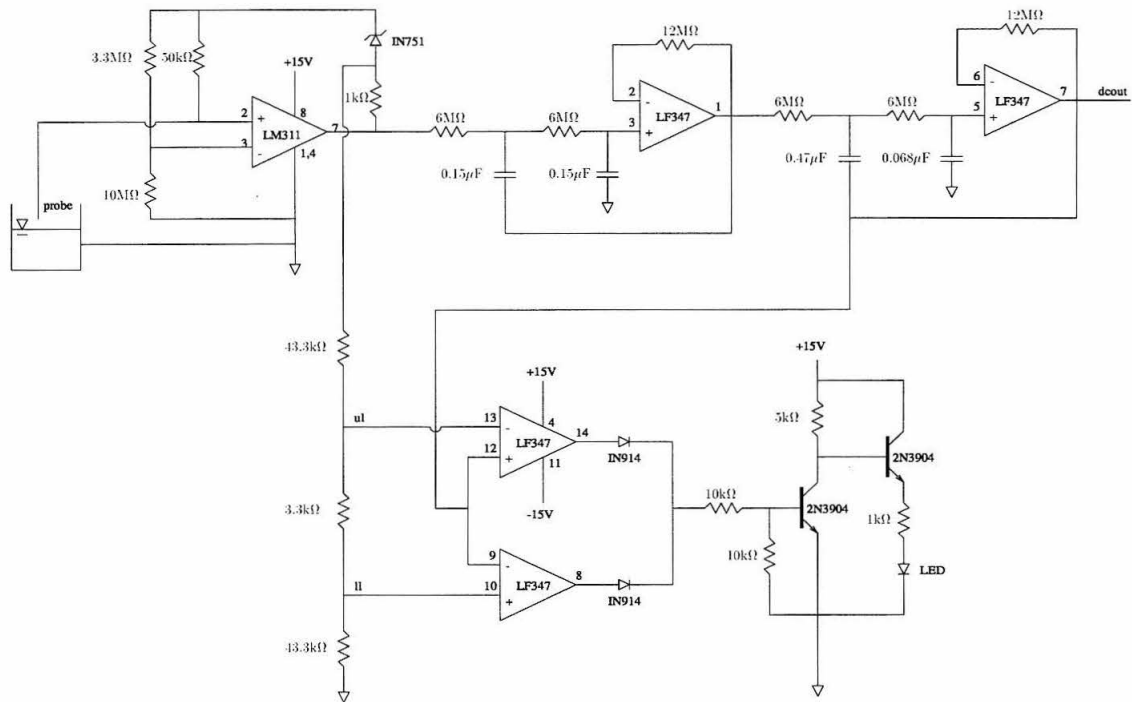 3.3MΩ
50kΩ
IN751
+15V
1kΩ
8
2
+
LM311
7
3
-
1,4
10MΩ
probe
6MΩ
6MΩ
0.15μF
0.15μF
12MΩ
2
-
LF347
1
3
+
6MΩ
6MΩ
0.47μF
0.068μF
12MΩ
6
-
LF347
7
5
+
dcout
43.3kΩ
ul
3.3kΩ
ll
43.3kΩ
+15V
13
-
4
14
LF347
12
+
11
-15V
IN914
9
-
LF347
8
10
+
IN914
10kΩ
10kΩ
+15V
5kΩ
2N3904
2N3904
1kΩ
LED